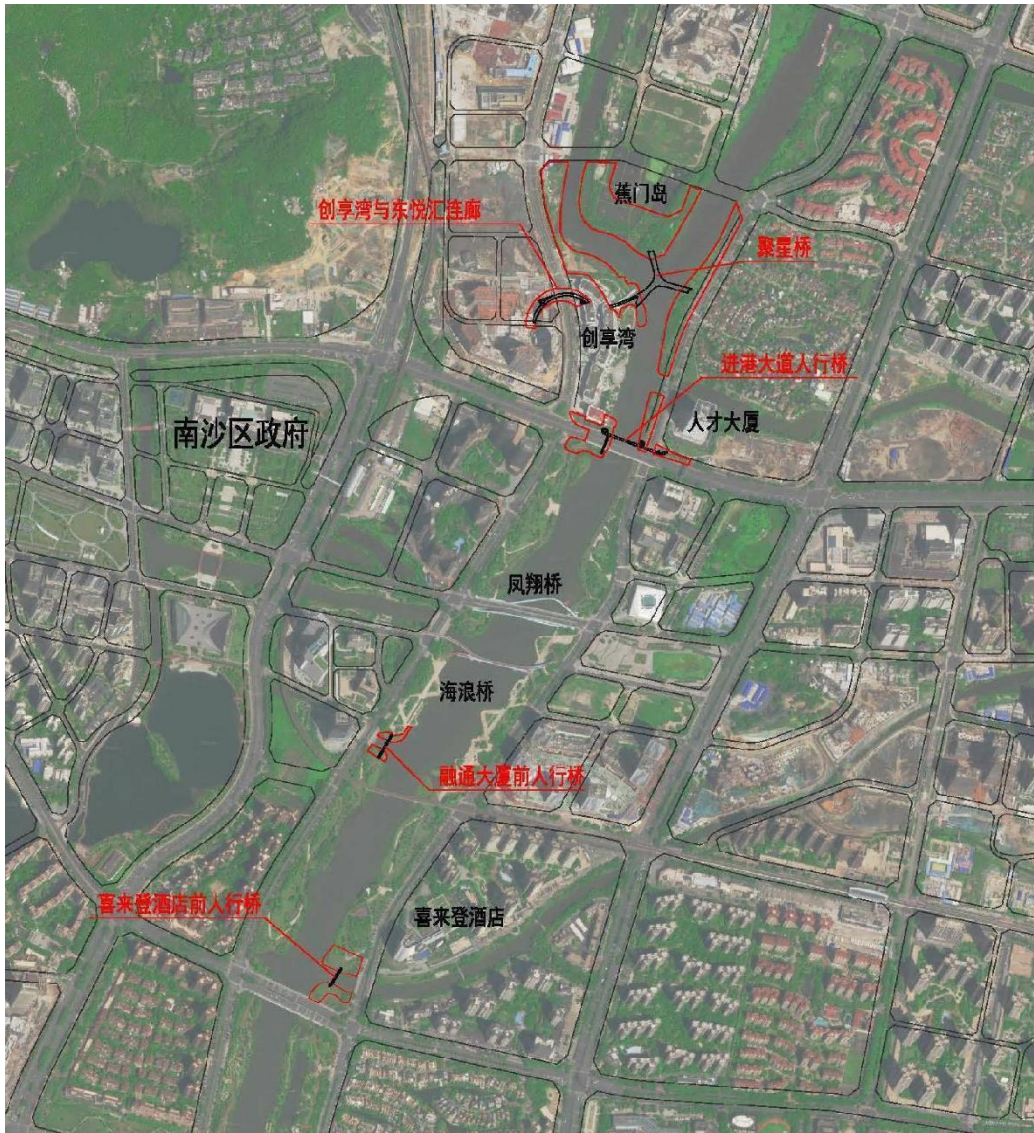 蕉门岛
创享湾与东悦汇连廊
聚星桥
创享湾
进港大道人行桥
人才大厦
南沙区政府
凤翔桥
海浪桥
融通大厦前人行桥
喜来登酒店前人行桥
喜来登酒店